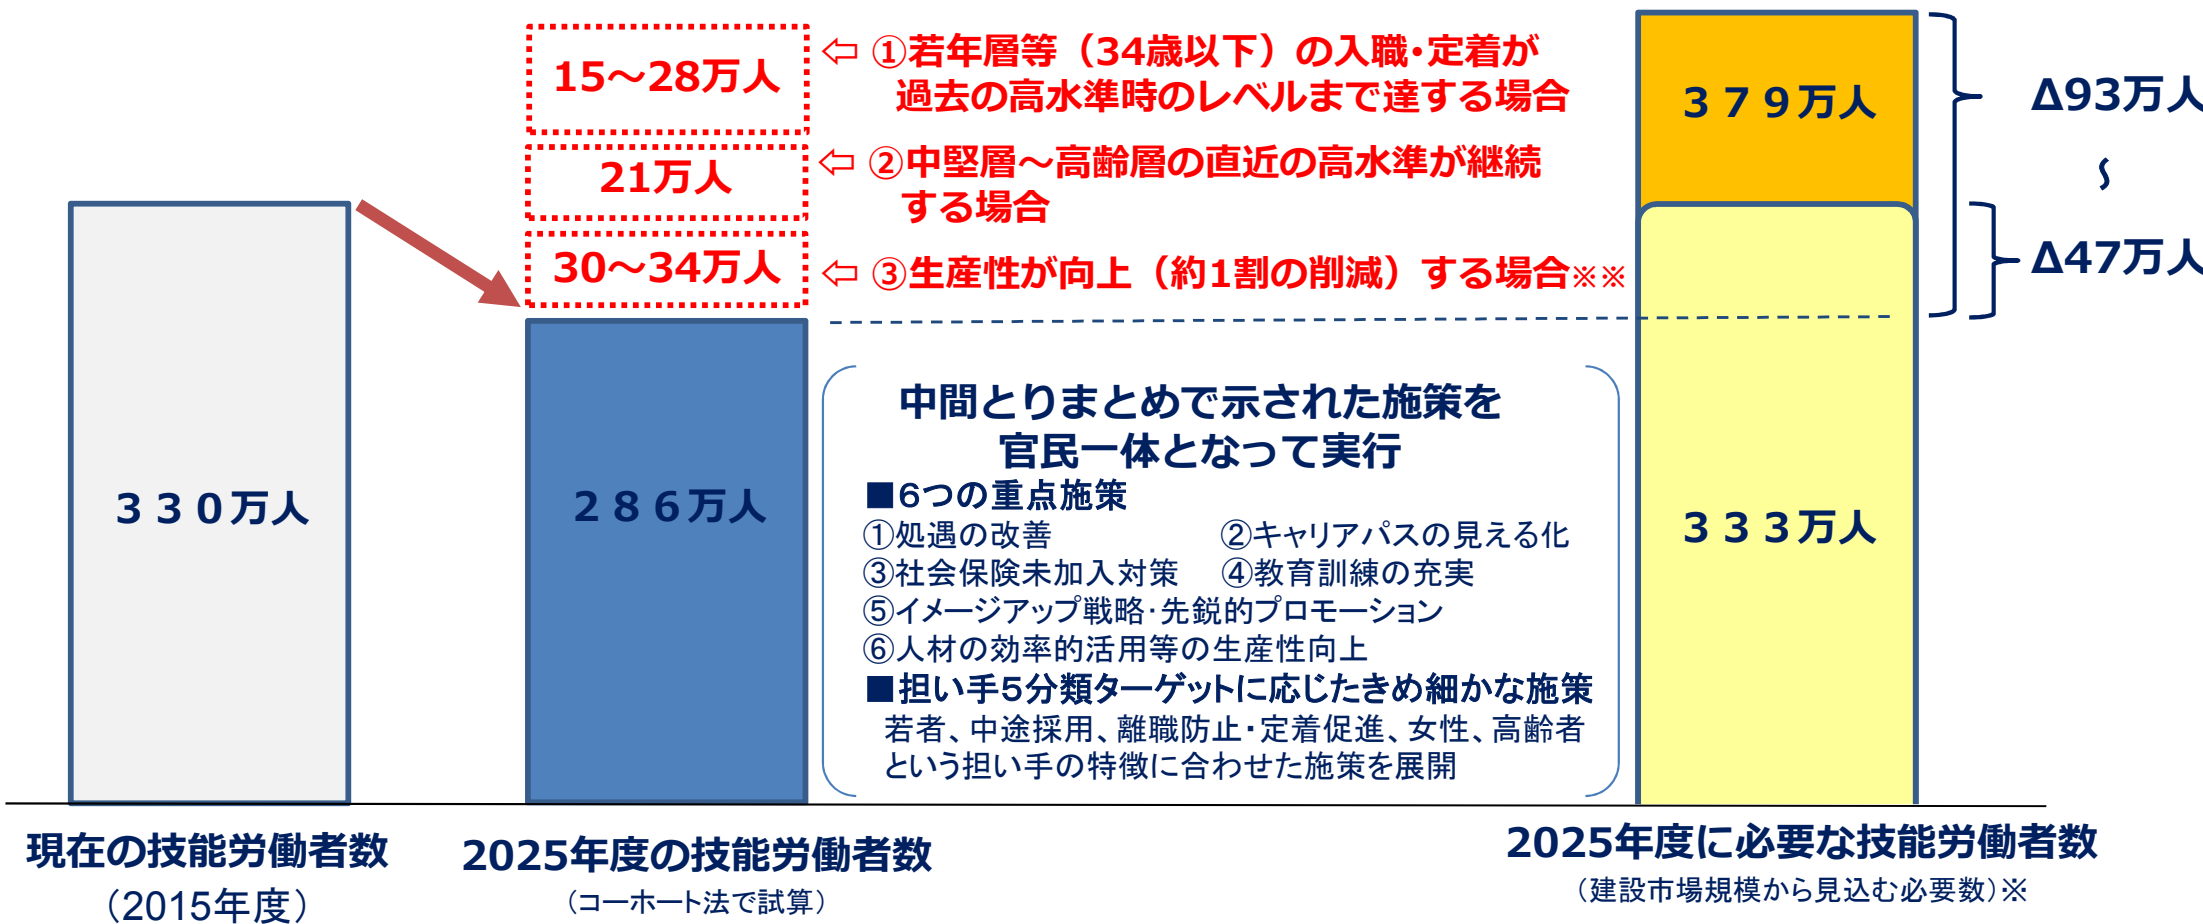 15～28万人
⇦ ①若年層等（34歳以下）の入職・定着が
過去の高水準時のレベルまで達する場合
21万人
⇦ ②中堅層～高齢層の直近の高水準が継続
する場合
30～34万人
⇦ ③生産性が向上（約1割の削減）する場合※※
３７９万人
Δ93万人
～
Δ47万人
３３０万人
２８６万人
３３３万人
中間とりまとめで示された施策を
官民一体となって実行
■６つの重点施策
①処遇の改善　②キャリアパスの見える化
③社会保険未加入対策　④教育訓練の充実
⑤イメージアップ戦略・先鋭的プロモーション
⑥人材の効率的活用等の生産性向上
■担い手５分類ターゲットに応じたきめ細かな施策
若者、中途採用、離職防止・定着促進、女性、高齢者
という担い手の特徴に合わせた施策を展開
現在の技能労働者数
（2015年度）
2025年度の技能労働者数
（コーホート法で試算）
2025年度に必要な技能労働者数
（建設市場規模から見込む必要数）※